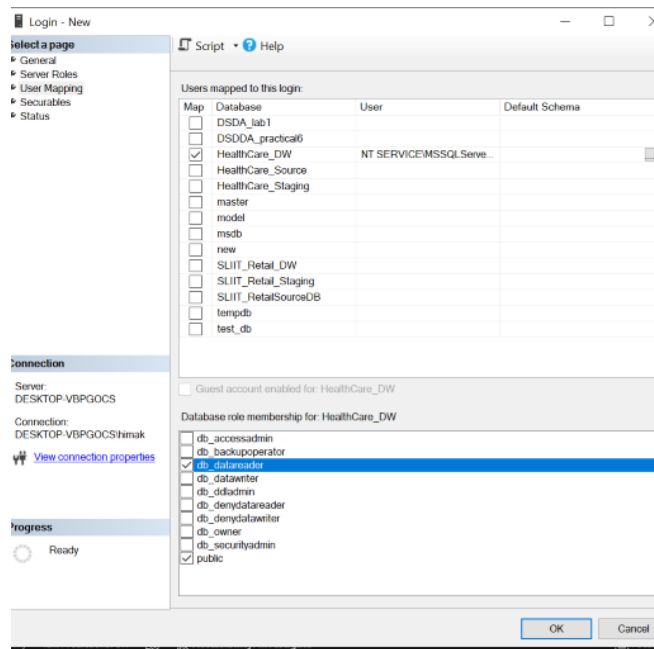 Login - New
Select a page
General
Server Roles
User Mapping
Securables
Status
Script Help
Users mapped to this login:
Map Database User Default Schema
DSDA_lab1
DSDDA_practical6
HealthCare_DW NT SERVICE\MSSQLServe... ...
HealthCare_Source
HealthCare_Staging
master
model
msdb
new
SLIIT_Retail_DW
SLIIT_Retail_Staging
SLIIT_RetailSourceDB
tempdb
test_db
Connection
Server:
DESKTOP-VBPGOCS
Connection:
DESKTOP-VBPGOCS\himak
View connection properties
Progress
Ready
Guest account enabled for: HealthCare_DW
Database role membership for: HealthCare_DW
db_accessadmin
db_backupoperator
db_datareader
db_datawriter
db_ddladmin
db_denydatareader
db_denydatawriter
db_owner
db_securityadmin
public
OK Cancel